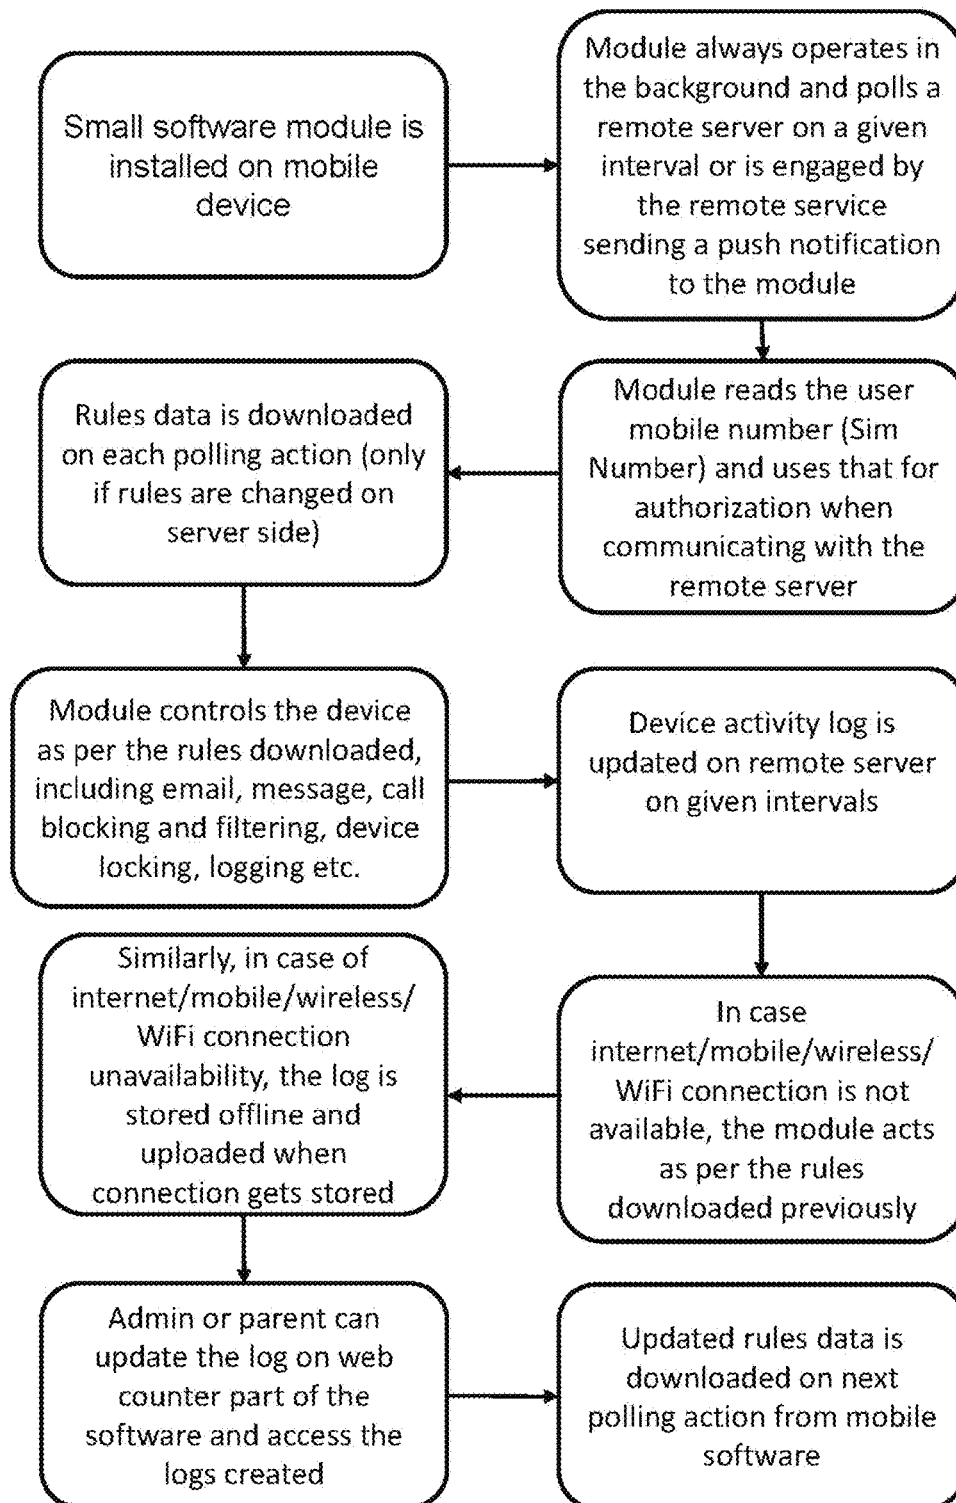 Small software module is
installed on mobile
device
Module always operates in
the background and polls a
remote server on a given
interval or is engaged by
the remote service
sending a push notification
to the module
Module reads the user
mobile number (Sim
Number) and uses that for
authorization when
communicating with the
remote server
Rules data is downloaded
on each polling action (only
if rules are changed on
server side)
Module controls the device
as per the rules downloaded,
including email, message, call
blocking and filtering, device
locking, logging etc.
Device activity log is
updated on remote server
on given intervals
In case
internet/mobile/wireless/
WiFi connection is not
available, the module acts
as per the rules
downloaded previously
Similarly, in case of
internet/mobile/wireless/
WiFi connection
unavailability, the log is
stored offline and
uploaded when
connection gets stored
Admin or parent can
update the log on web
counter part of the
software and access the
logs created
Updated rules data is
downloaded on next
polling action from mobile
software